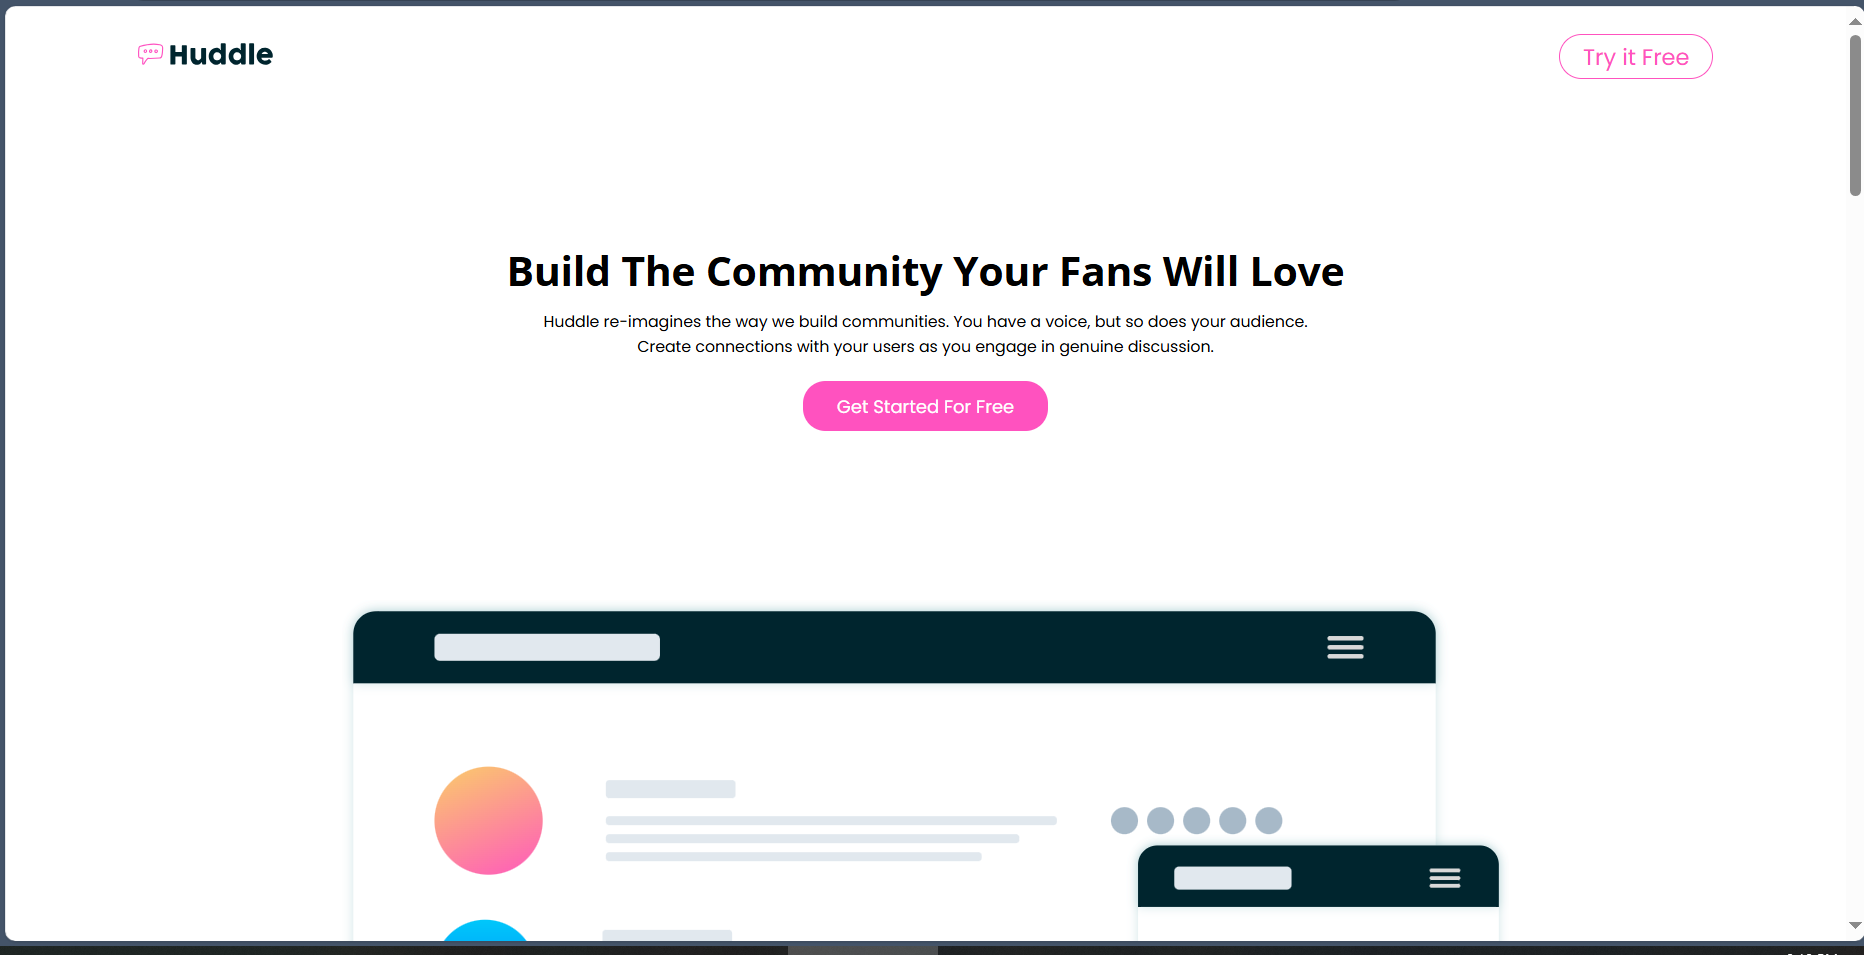 Huddle
Try it Free
Build The Community Your Fans Will Love
Huddle re-imagines the way we build communities. You have a voice, but so does your audience.
Create connections with your users as you engage in genuine discussion.
Get Started For Free